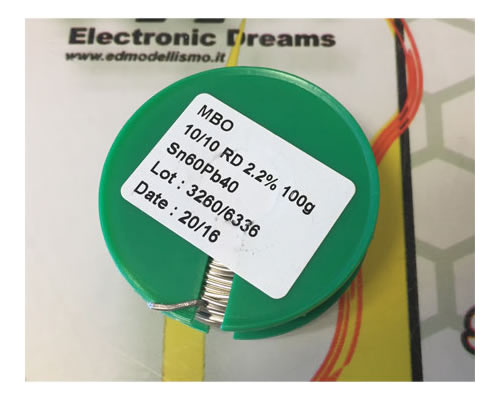 Electronic Dreams
www.edmodellismo.it
MBO
10/10 RD 2.2% 100g
Sn60Pb40
Lot : 3260/6336
Date : 20/16